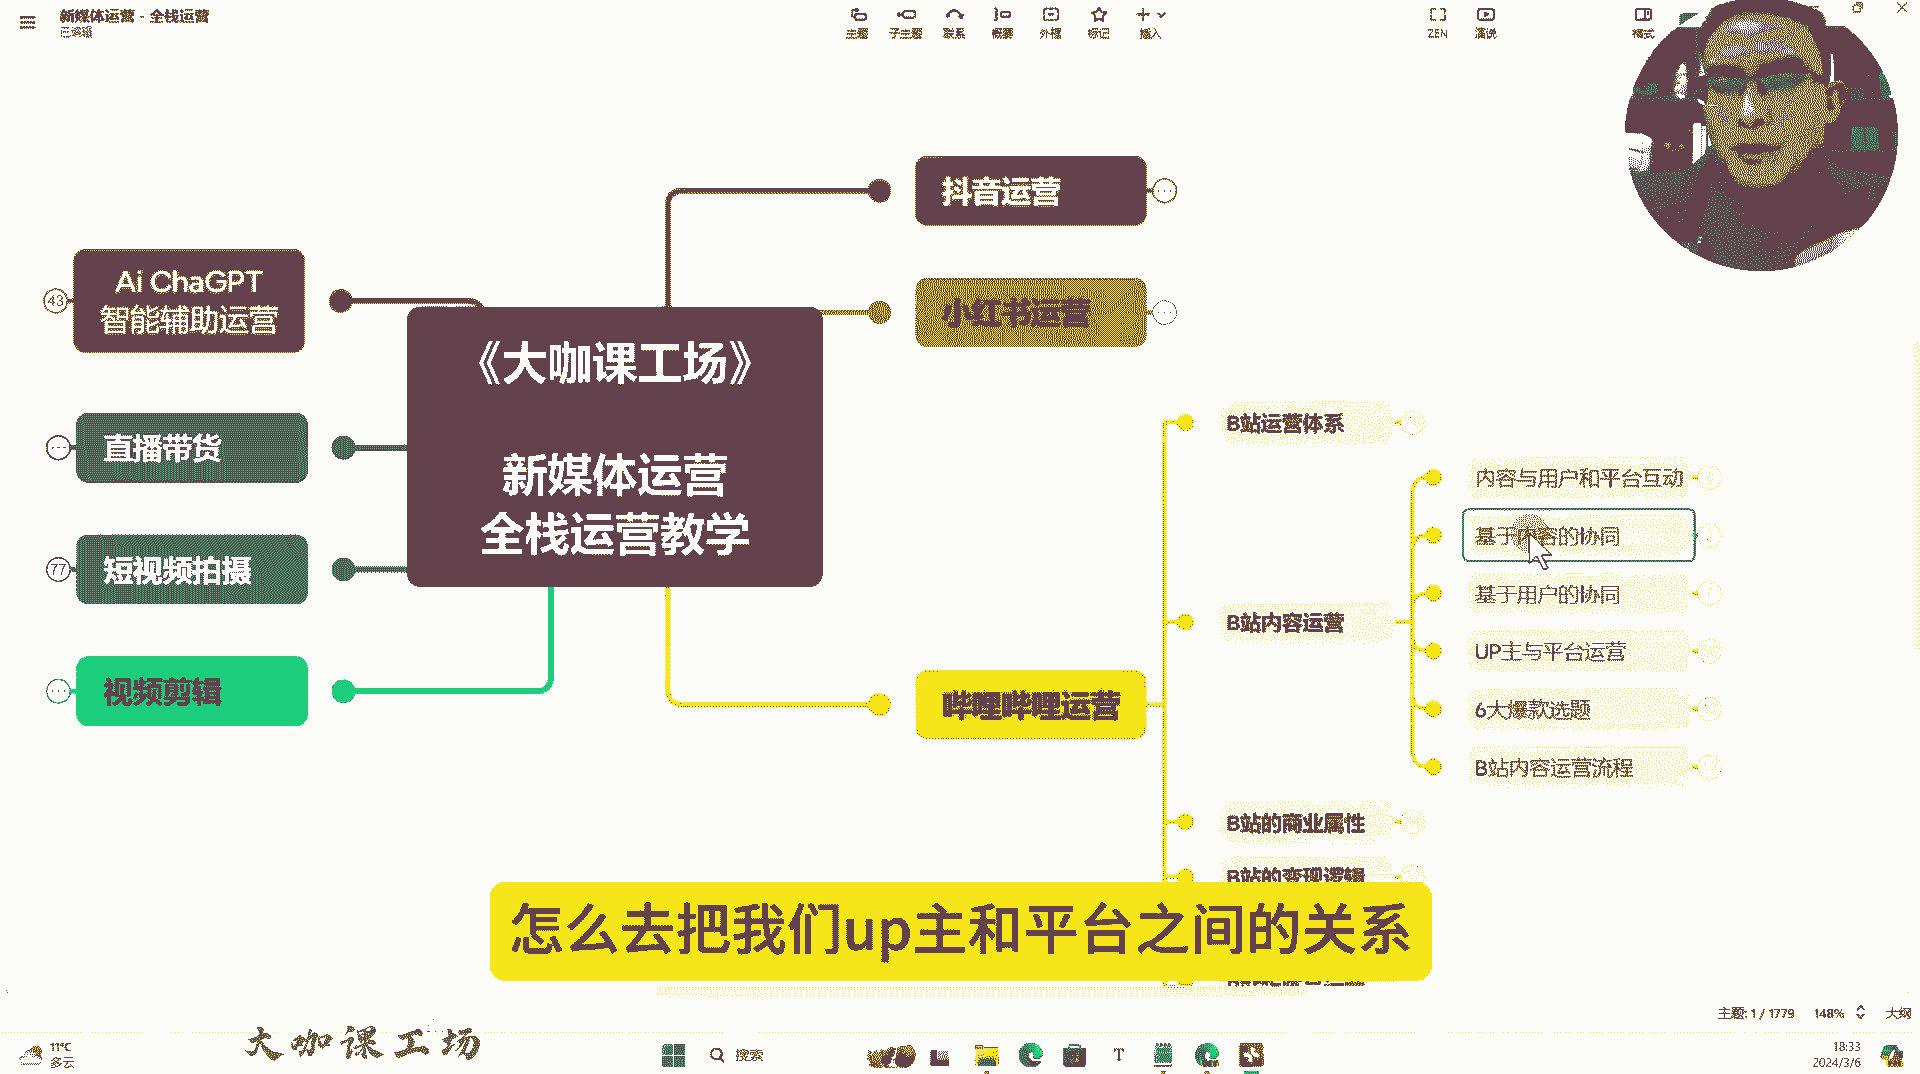 新媒体运营 - 全栈运营
已编辑
主题
子主题
联系
概要
外框
标记
插入
ZEN
演说
格式
抖音运营
小红书运营
Ai ChaGPT
智能辅助运营
43
直播带货
77
短视频拍摄
视频剪辑
《大咖课工场》
新媒体运营
全栈运营教学
哔哩哔哩运营
B站运营体系
B站内容运营
内容与用户和平台互动
基于内容的协同
基于用户的协同
UP主与平台运营
6大爆款选题
B站内容运营流程
B站的商业属性
B站的变现逻辑
怎么去把我们up主和平台之间的关系
主题: 1 / 1779
148%
大纲
11°C
多云
大咖课工场
搜索
18:33
2024/3/6